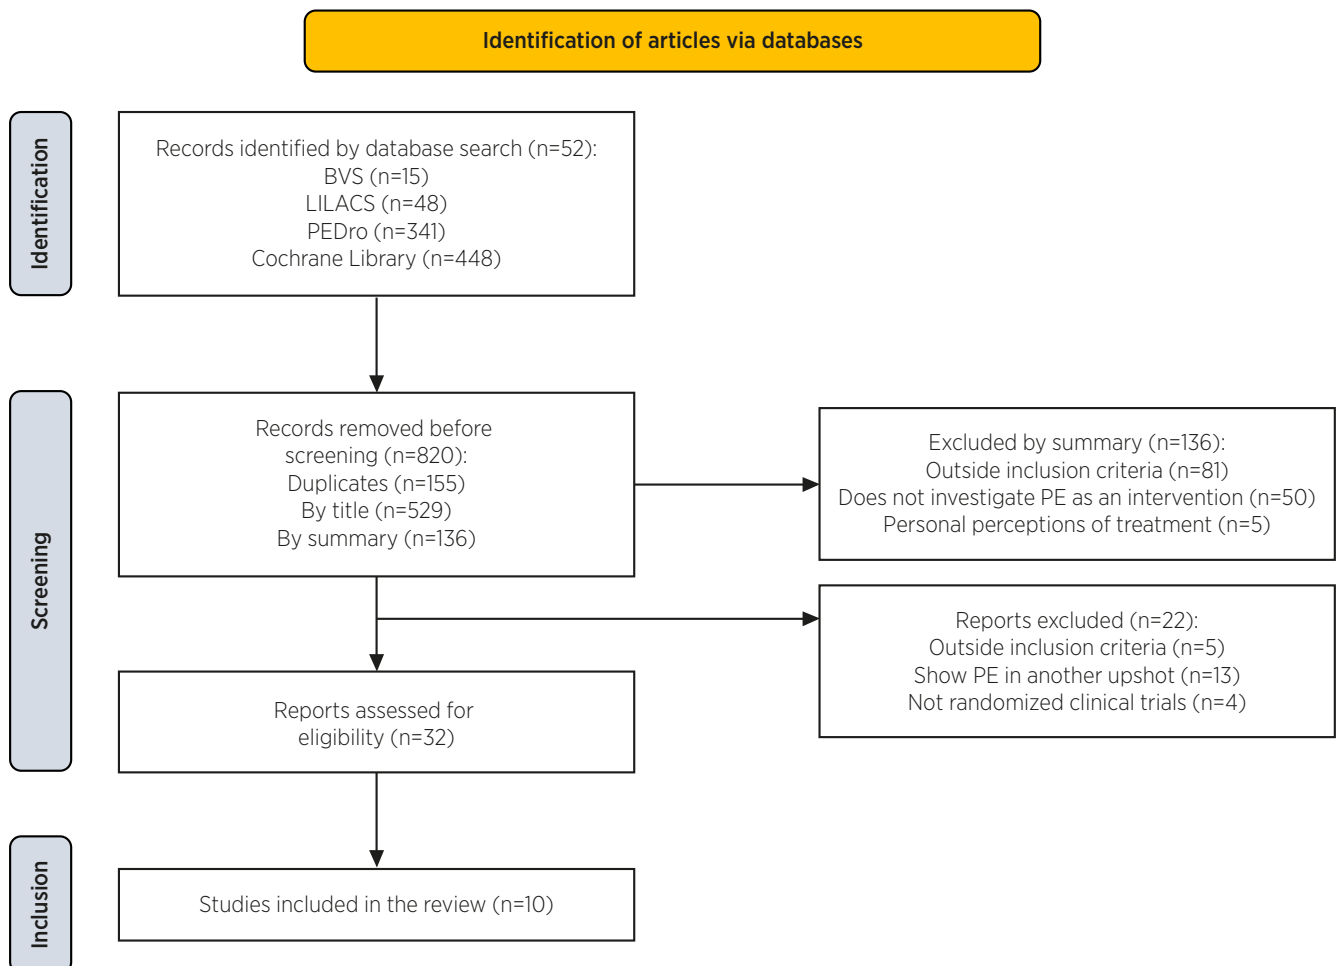 Identification of articles via databases
Identification
Records identified by database search (n=52):
BVS (n=15)
LILACS (n=48)
PEDro (n=341)
Cochrane Library (n=448)
Screening
Records removed before
screening (n=820):
Duplicates (n=155)
By title (n=529)
By summary (n=136)
Excluded by summary (n=136):
Outside inclusion criteria (n=81)
Does not investigate PE as an intervention (n=50)
Personal perceptions of treatment (n=5)
Reports excluded (n=22):
Outside inclusion criteria (n=5)
Show PE in another upshot (n=13)
Not randomized clinical trials (n=4)
Reports assessed for
eligibility (n=32)
Inclusion
Studies included in the review (n=10)